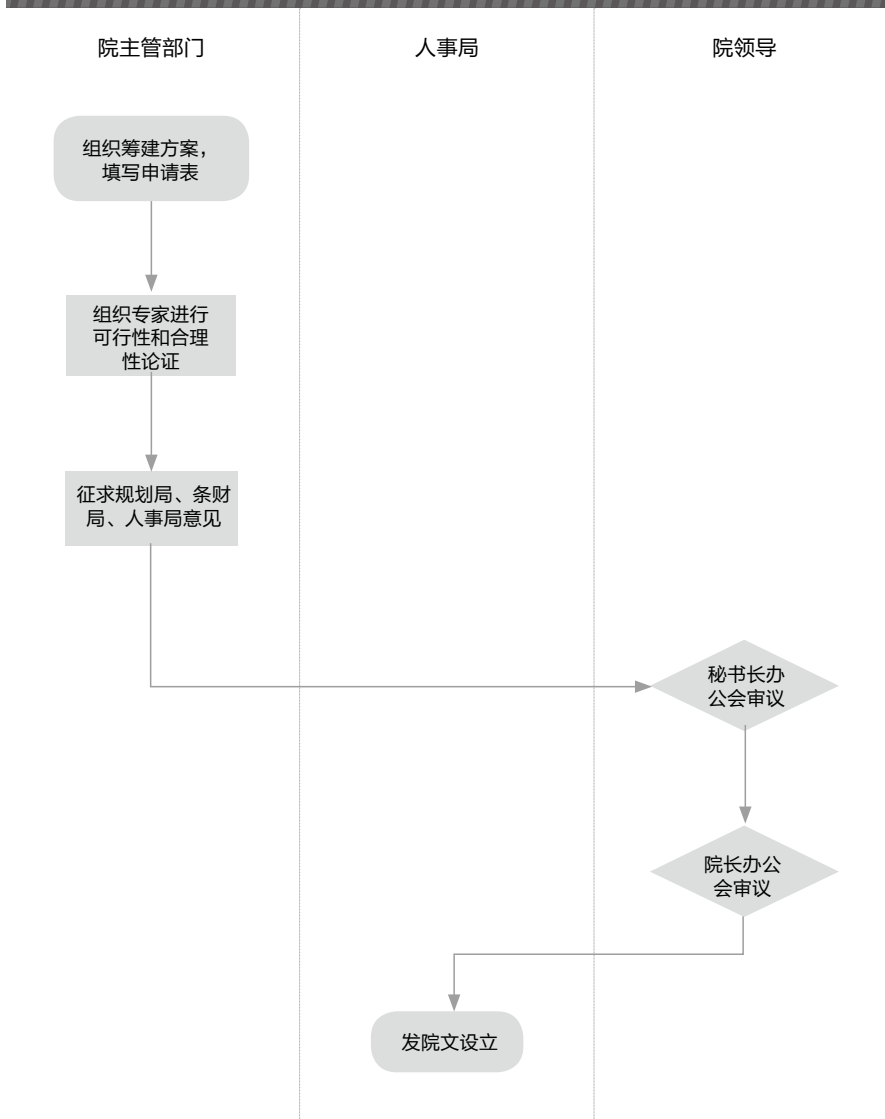 院主管部门
人事局
院领导
组织筹建方案，
填写申请表
组织专家进行
可行性和合理
性论证
征求规划局、条财
局、人事局意见
秘书长办
公会审议
院长办公
会审议
发院文设立